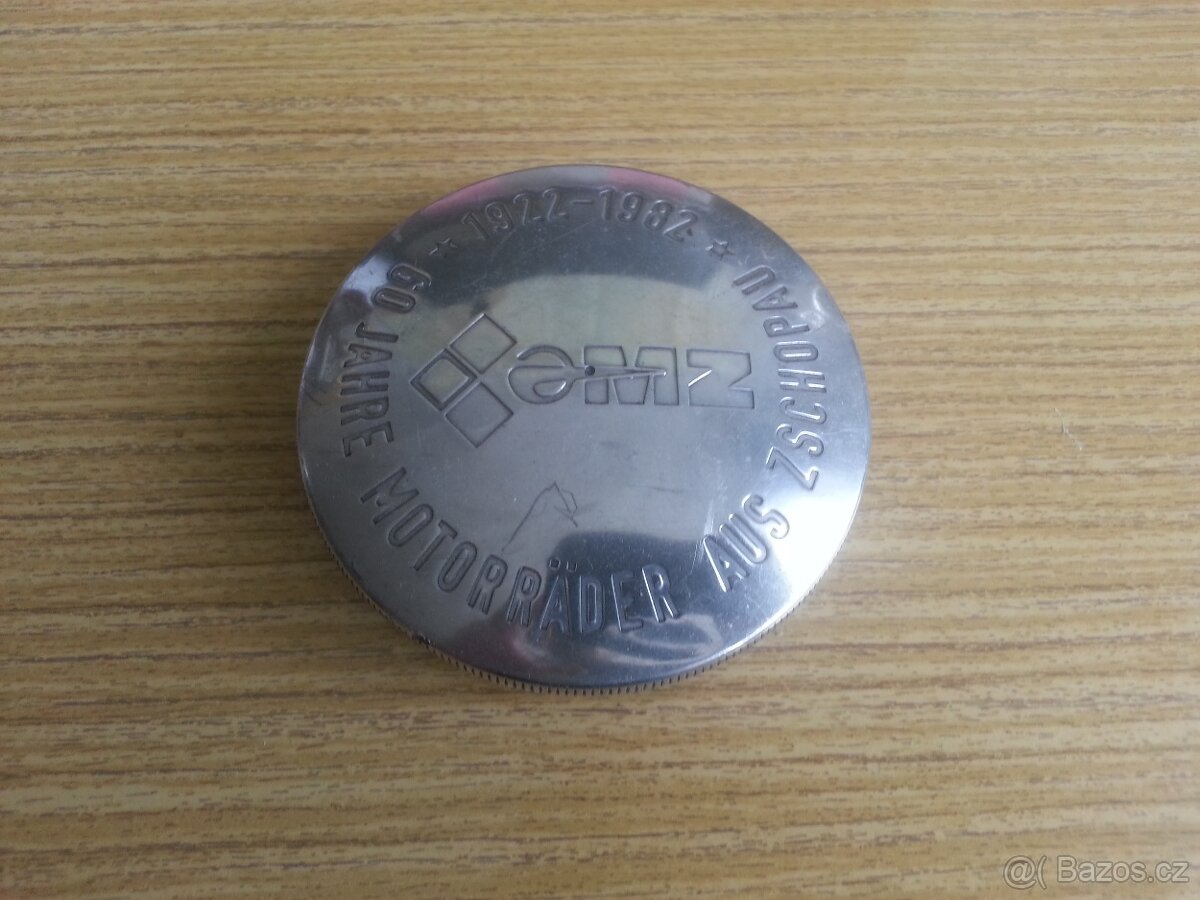 ★ 1922-1982 ★
60 JAHRE MOTORRÄDER AUS ZSCHOPAU
MZ
@( Bazos.cz